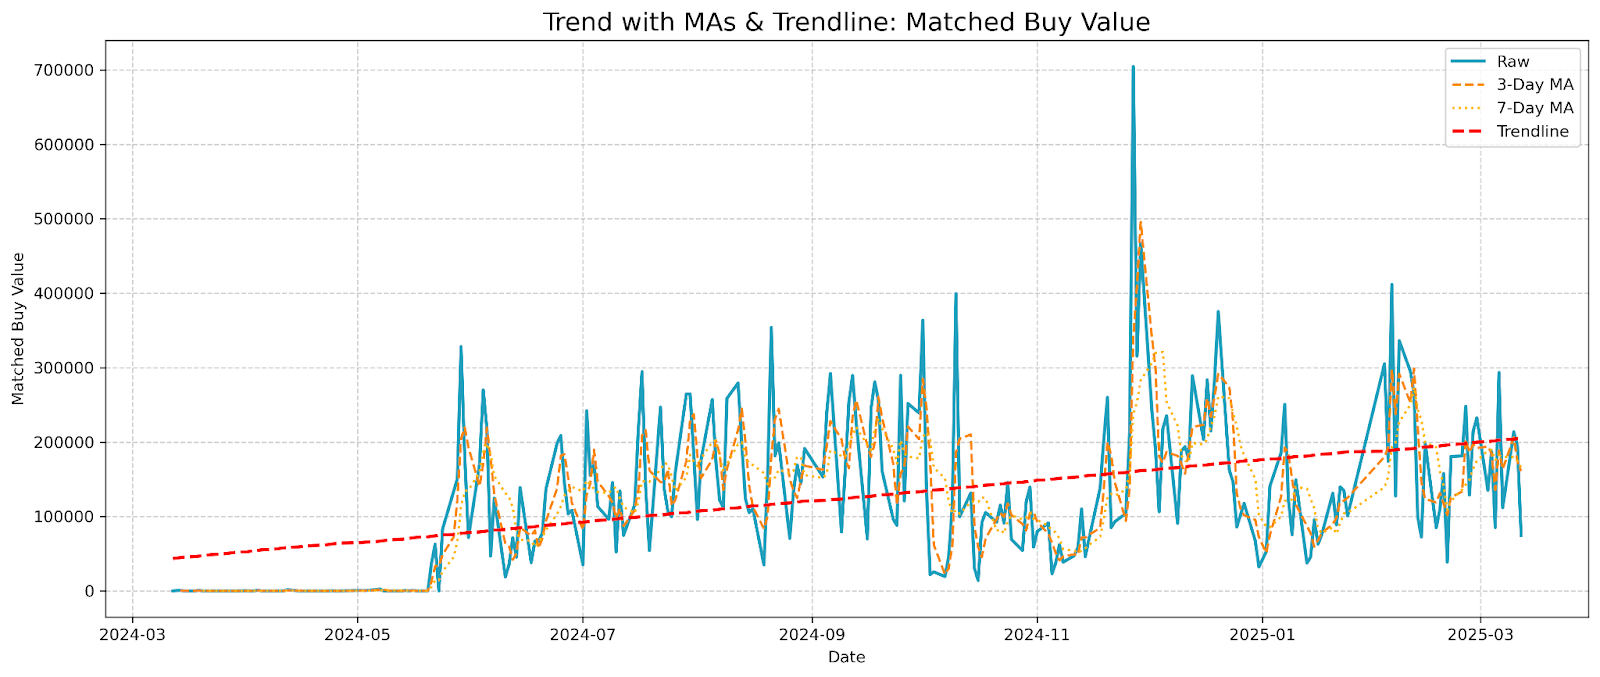 Trend with MAs & Trendline: Matched Buy Value
Raw
3-Day MA
7-Day MA
Trendline
700000
600000
500000
400000
300000
200000
100000
0
Matched Buy Value
2024-03
2024-05
2024-07
2024-09
2024-11
2025-01
2025-03
Date